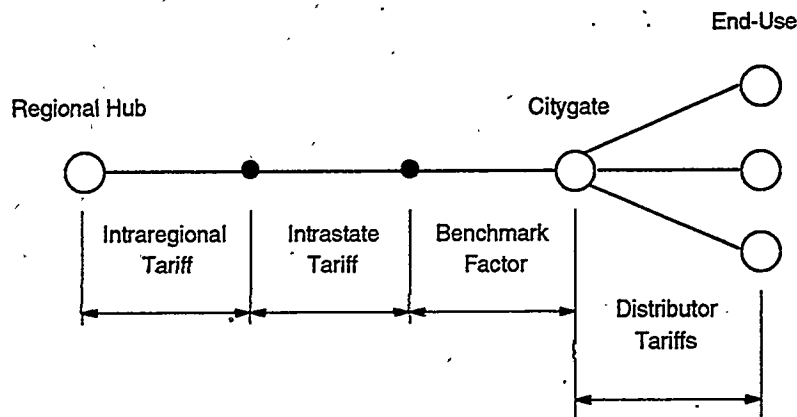 End-Use
Regional Hub
Citygate
Intraregional
Tariff
Intrastate
Tariff
Benchmark
Factor
Distributor
Tariffs